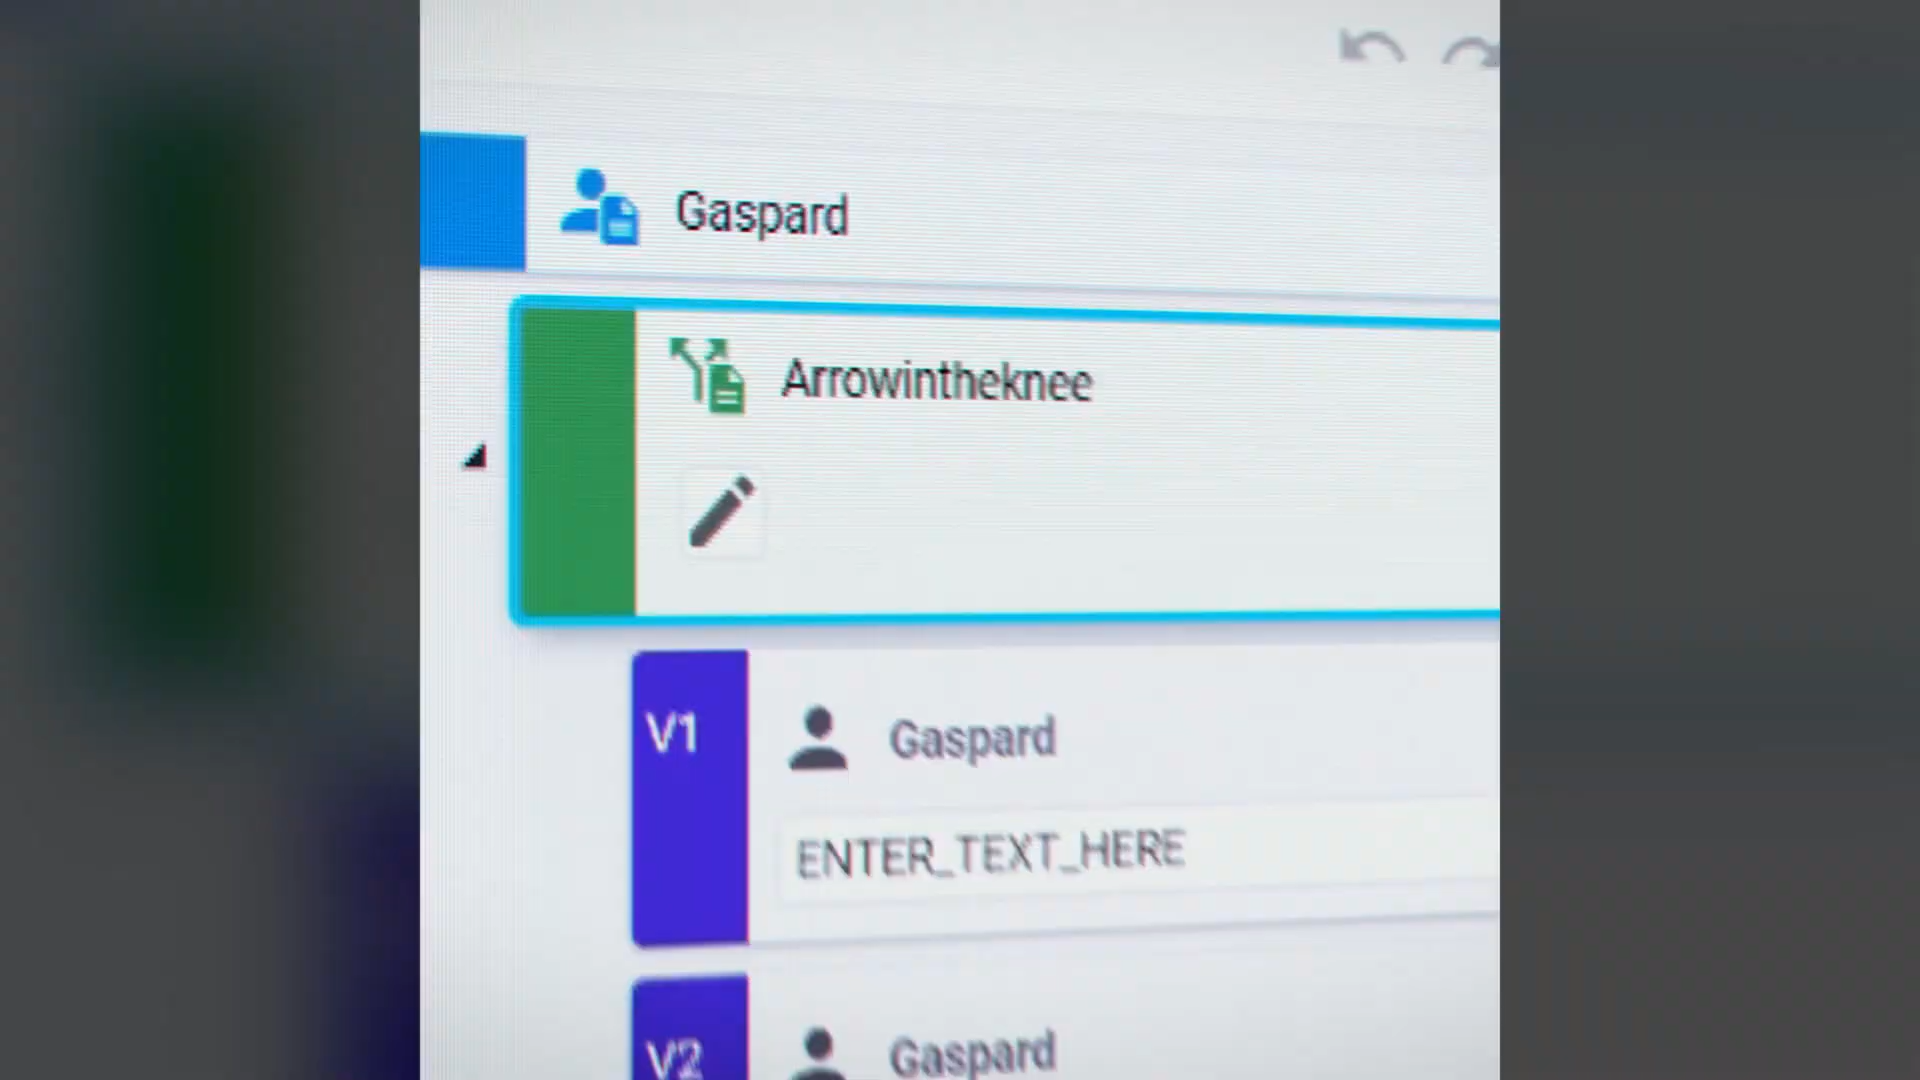 Gaspard
Arrowintheknee
V1
Gaspard
ENTER_TEXT_HERE
V2
Gaspard